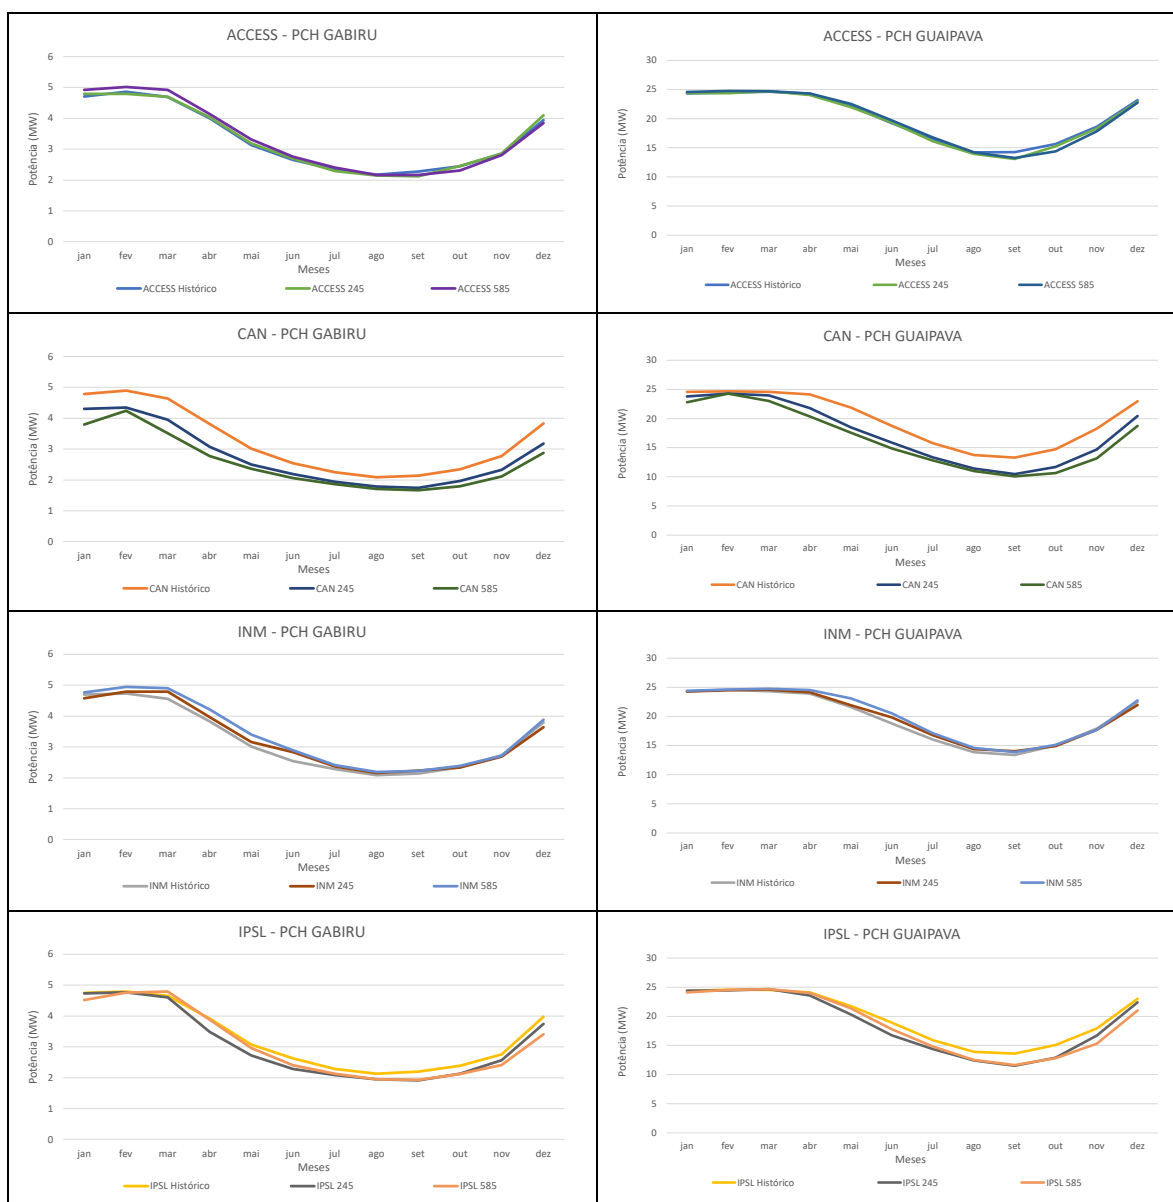 ACCESS - PCH GABIRU
6
5
4
3
2
1
0
Potência (MW)
jan fev mar abr mai jun jul ago set out nov dez
Meses
ACCESS Histórico ACCESS 245 ACCESS 585
ACCESS - PCH GUAIPAVA
30
25
20
15
10
5
0
Potência (MW)
jan fev mar abr mai jun jul ago set out nov dez
Meses
ACCESS Histórico ACCESS 245 ACCESS 585
CAN - PCH GABIRU
6
5
4
3
2
1
0
Potência (MW)
jan fev mar abr mai jun jul ago set out nov dez
Meses
CAN Histórico CAN 245 CAN 585
CAN - PCH GUAIPAVA
30
25
20
15
10
5
0
Potência (MW)
jan fev mar abr mai jun jul ago set out nov dez
Meses
CAN Histórico CAN 245 CAN 585
INM - PCH GABIRU
6
5
4
3
2
1
0
Potência (MW)
jan fev mar abr mai jun jul ago set out nov dez
Meses
INM Histórico INM 245 INM 585
INM - PCH GUAIPAVA
30
25
20
15
10
5
0
Potência (MW)
jan fev mar abr mai jun jul ago set out nov dez
Meses
INM Histórico INM 245 INM 585
IPSL - PCH GABIRU
6
5
4
3
2
1
0
Potência (MW)
jan fev mar abr mai jun jul ago set out nov dez
Meses
IPSL Histórico IPSL 245 IPSL 585
IPSL - PCH GUAIPAVA
30
25
20
15
10
5
0
Potência (MW)
jan fev mar abr mai jun jul ago set out nov dez
Meses
IPSL Histórico IPSL 245 IPSL 585